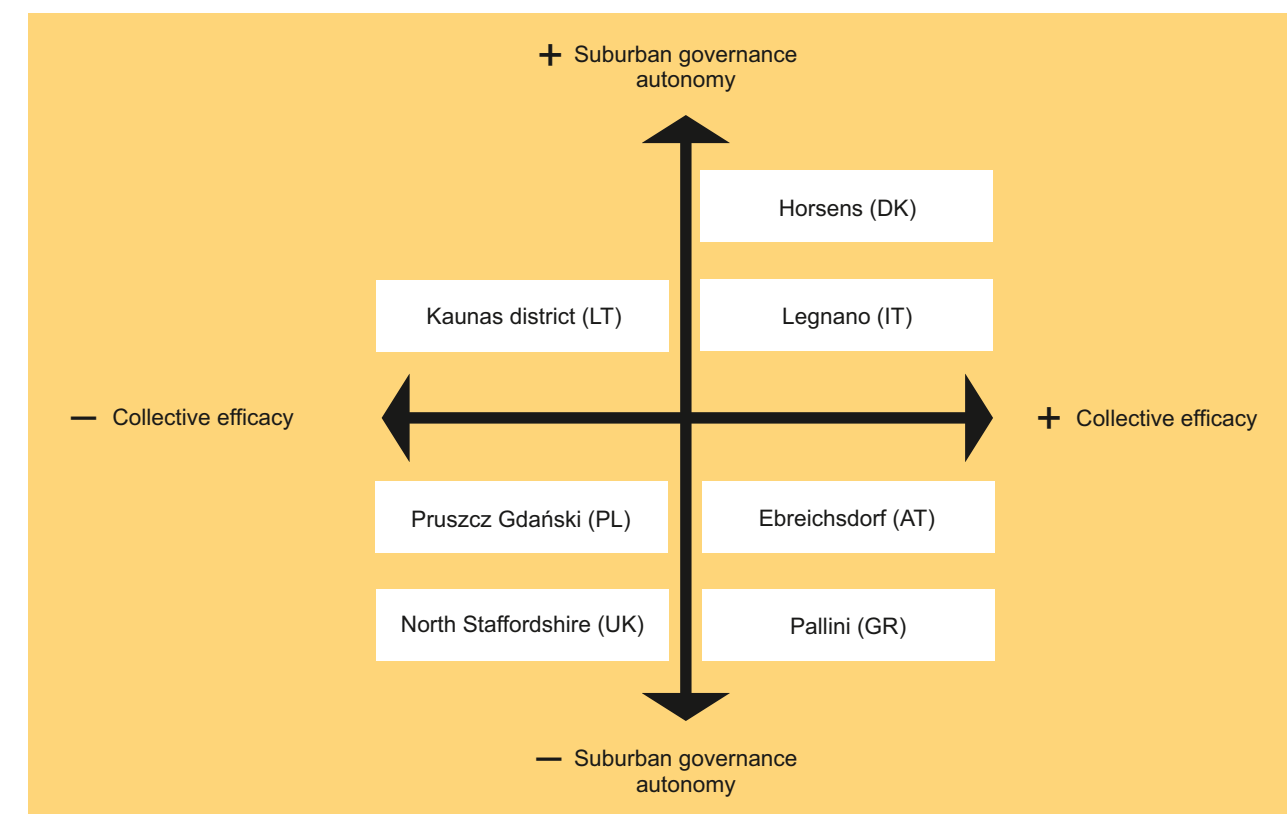 + Suburban governance
autonomy
Horsens (DK)
Kaunas district (LT)
Legnano (IT)
— Collective efficacy
+ Collective efficacy
Pruszcz Gdański (PL)
Ebreichsdorf (AT)
North Staffordshire (UK)
Pallini (GR)
— Suburban governance
autonomy